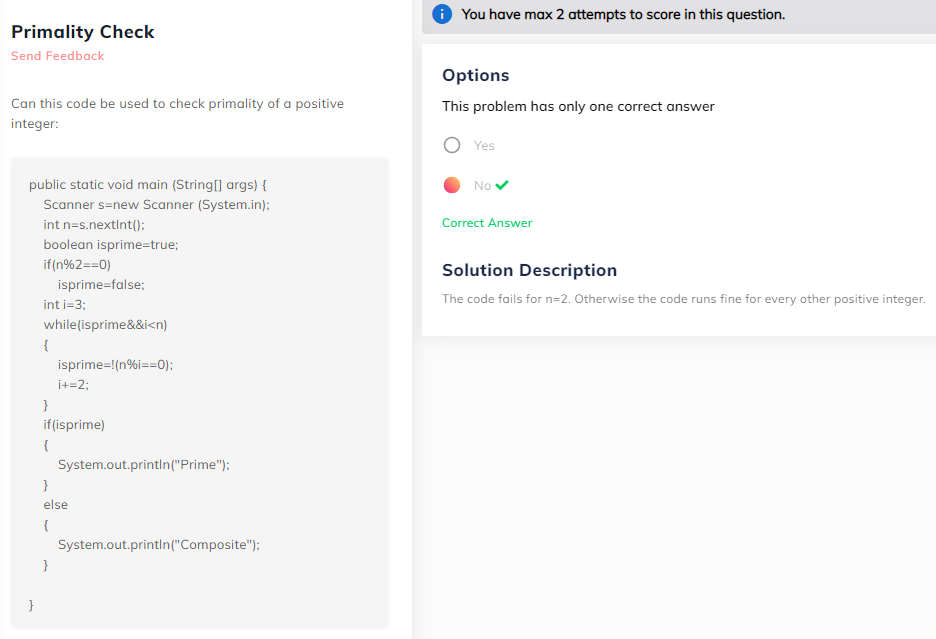 Primality Check
Send Feedback
Can this code be used to check primality of a positive
integer:
public static void main (String[] args) {
Scanner s=new Scanner (System.in);
int n=s.nextInt();
boolean isprime=true;
if(n%2==0)
isprime=false;
int i=3;
while(isprime&&i<n)
{
isprime=!(n%i==0);
i+=2;
}
if(isprime)
{
System.out.println("Prime");
}
else
{
System.out.println("Composite");
}
}
You have max 2 attempts to score in this question.
Options
This problem has only one correct answer
Yes
No
Correct Answer
Solution Description
The code fails for n=2. Otherwise the code runs fine for every other positive integer.